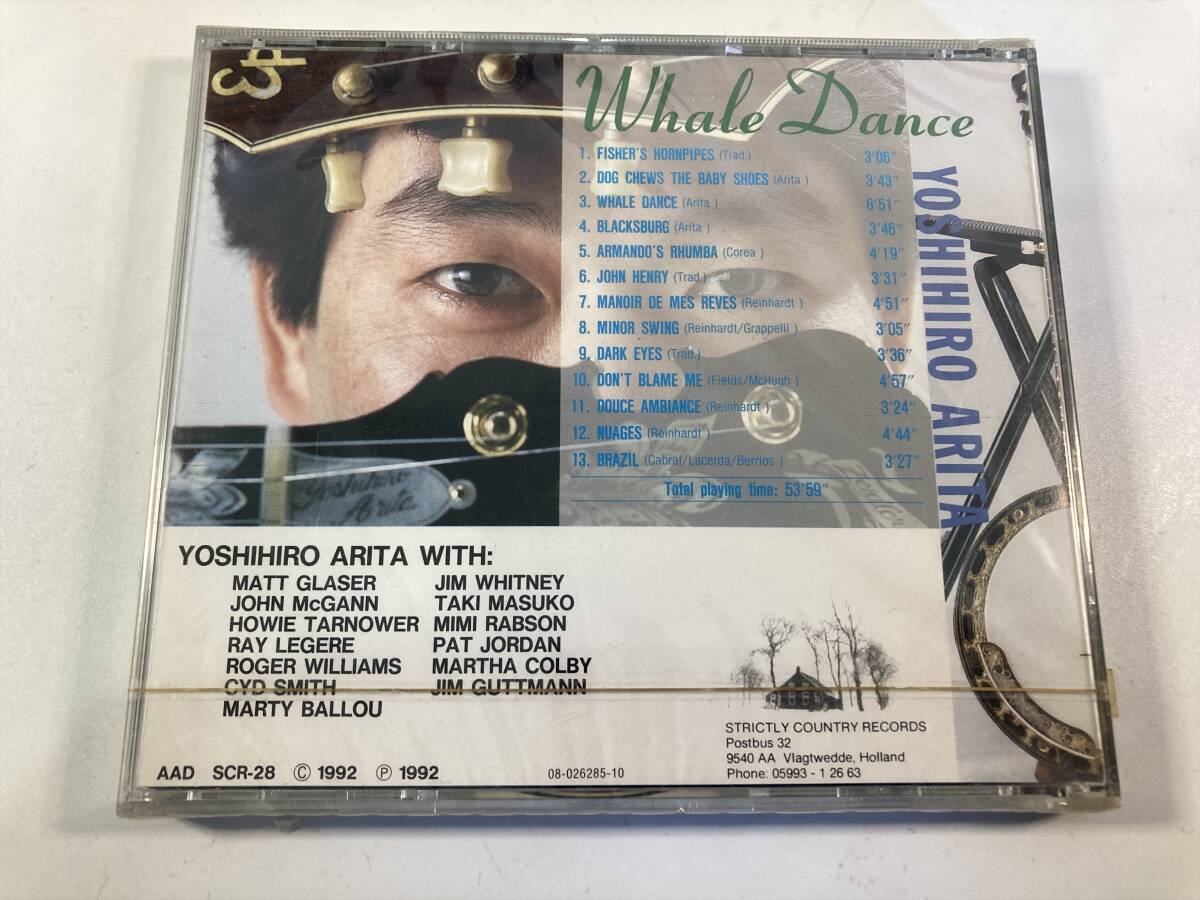 Whale Dance
YOSHIHIRO ARITA
1. FISHER'S HORNPIPES (Trad.) 3'06"
2. DOG CHEWS THE BABY SHOES (Arita ) 3'43"
3. WHALE DANCE (Arita ) 6'51"
4. BLACKSBURG (Arita ) 3'46"
5. ARMANDO'S RHUMBA (Corea ) 4'19"
6. JOHN HENRY (Trad.) 3'31"
7. MANOIR DE MES REVES (Reinhardt ) 4'51"
8. MINOR SWING (Reinhardt/Grappelli ) 3'05"
9. DARK EYES (Trad.) 3'36"
10. DON'T BLAME ME (Fields/McHugh ) 4'57"
11. DOUCE AMBIANCE (Reinhardt ) 3'24"
12. NUAGES (Reinhardt ) 4'44"
13. BRAZIL (Cabral/Lacerda/Berrios ) 3'27"
Total playing time: 53'59"
Yoshihiro
Arita
YOSHIHIRO ARITA WITH:
MATT GLASER
JOHN McGANN
HOWIE TARNOWER
RAY LEGERE
ROGER WILLIAMS
CYD SMITH
MARTY BALLOU
JIM WHITNEY
TAKI MASUKO
MIMI RABSON
PAT JORDAN
MARTHA COLBY
JIM GUTTMANN
STRICTLY COUNTRY RECORDS
Postbus 32
9540 AA Vlagtwedde, Holland
Phone: 05993 - 1 26 63
AAD SCR-28 © 1992 ℗ 1992
08-026285-10